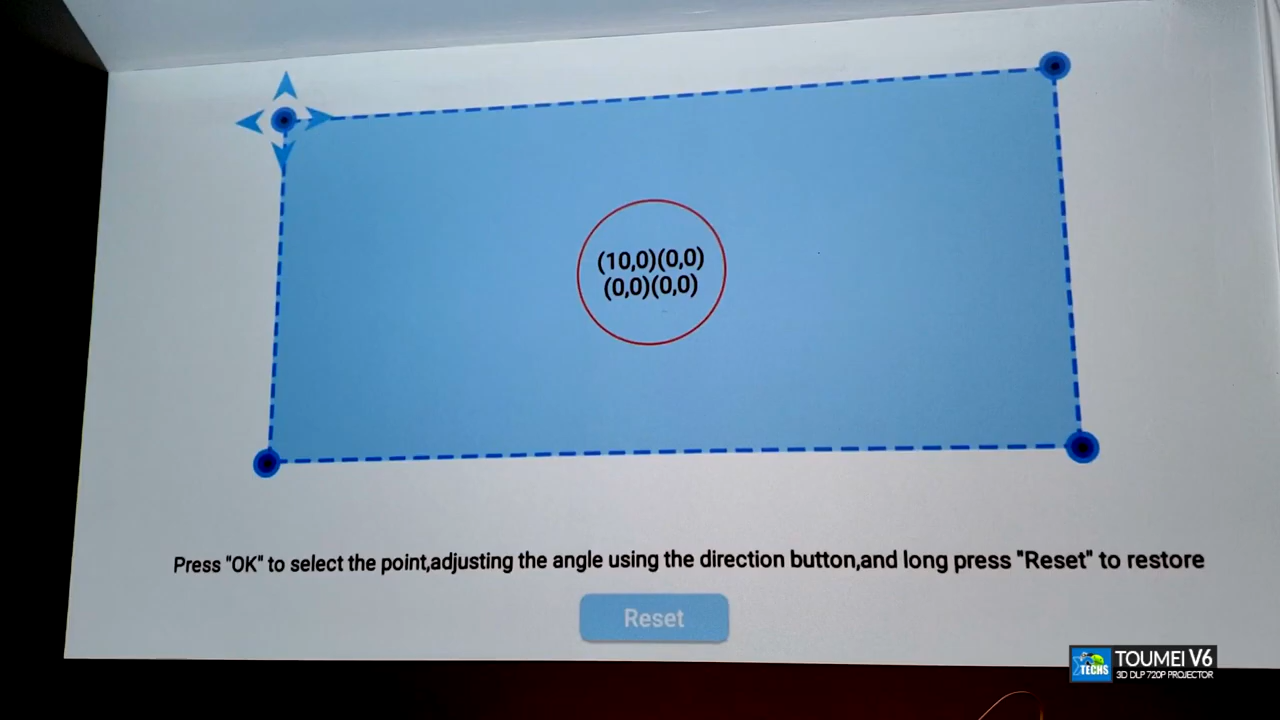 (10,0)(0,0)
(0,0)(0,0)
Press "OK" to select the point,adjusting the angle using the direction button,and long press "Reset" to restore
Reset
TECHS
TOUMEI V6
3D DLP 720P PROJECTOR